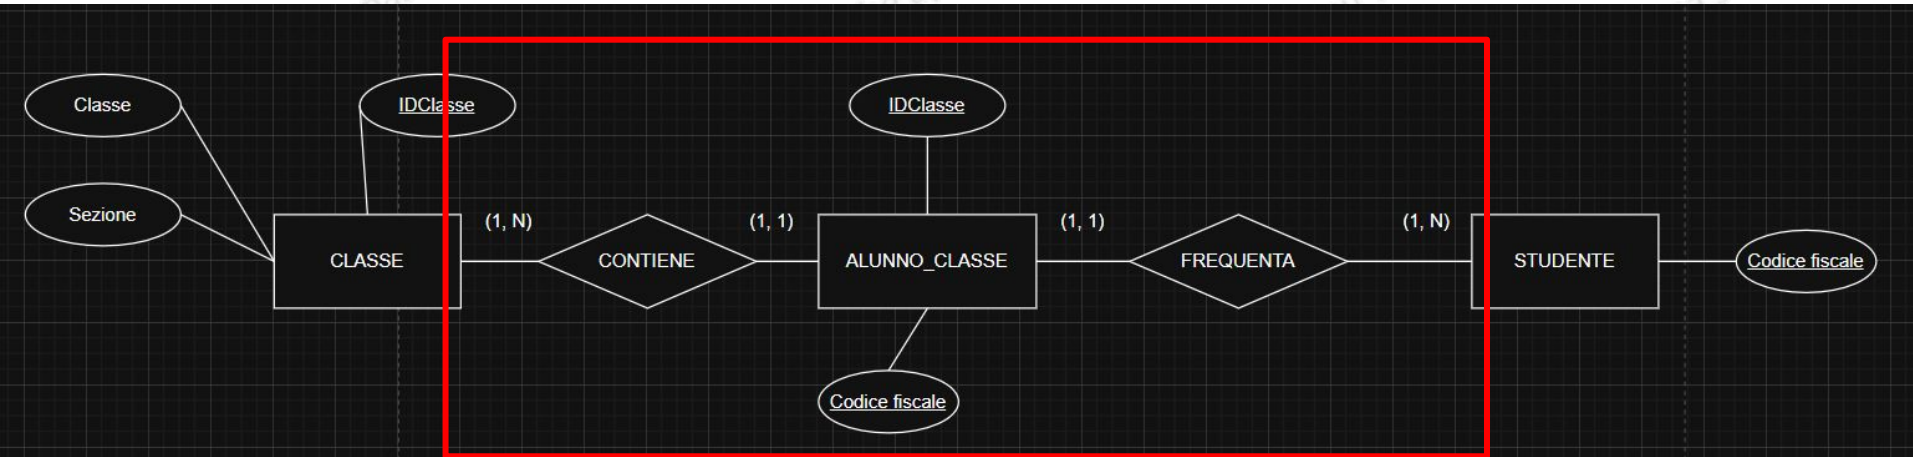 Classe
IDClasse
IDClasse
Sezione
(1, N)
(1, 1)
(1, 1)
(1, N)
CLASSE
CONTIENE
ALUNNO_CLASSE
FREQUENTA
STUDENTE
Codice fiscale
Codice fiscale